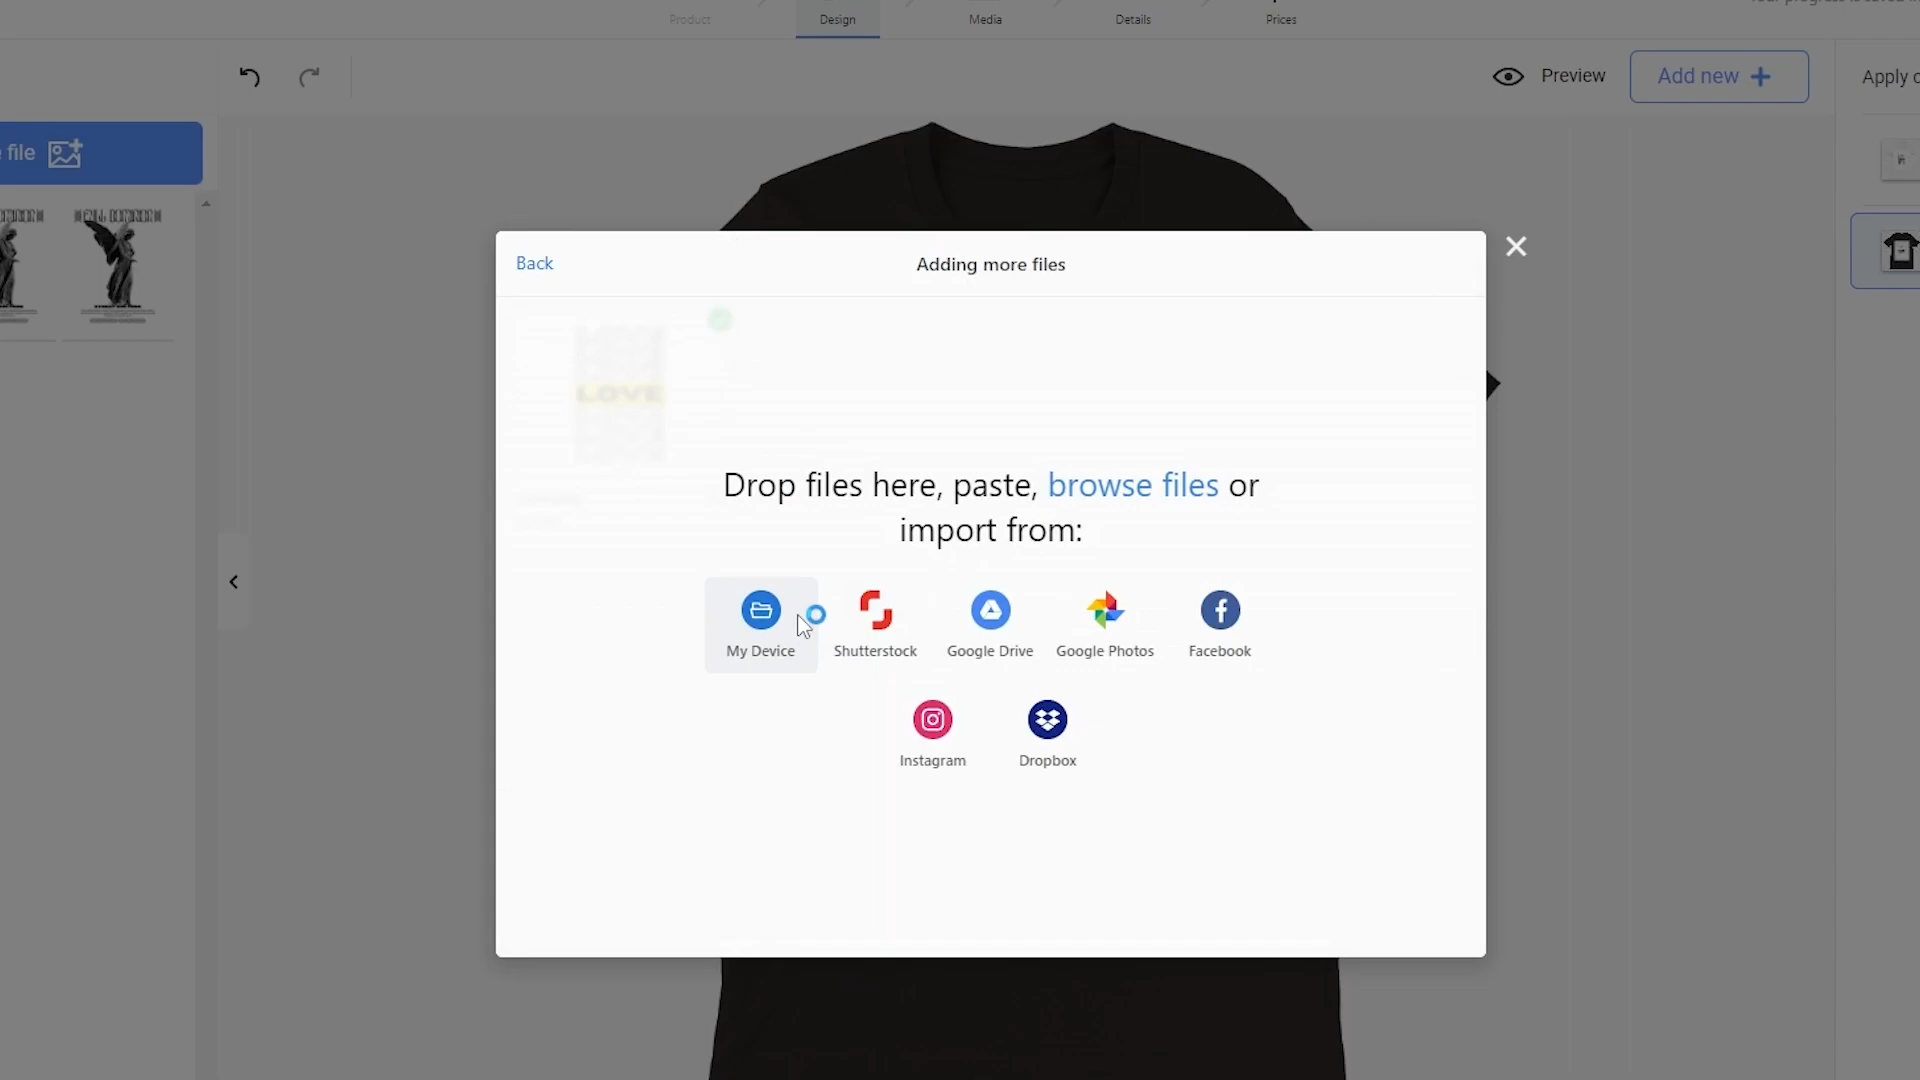 Product
Design
Media
Details
Prices
Preview
Add new
Apply
file
Back
Adding more files
LOVE
Drop files here, paste, browse files or
import from:
My Device
Shutterstock
Google Drive
Google Photos
Facebook
Instagram
Dropbox